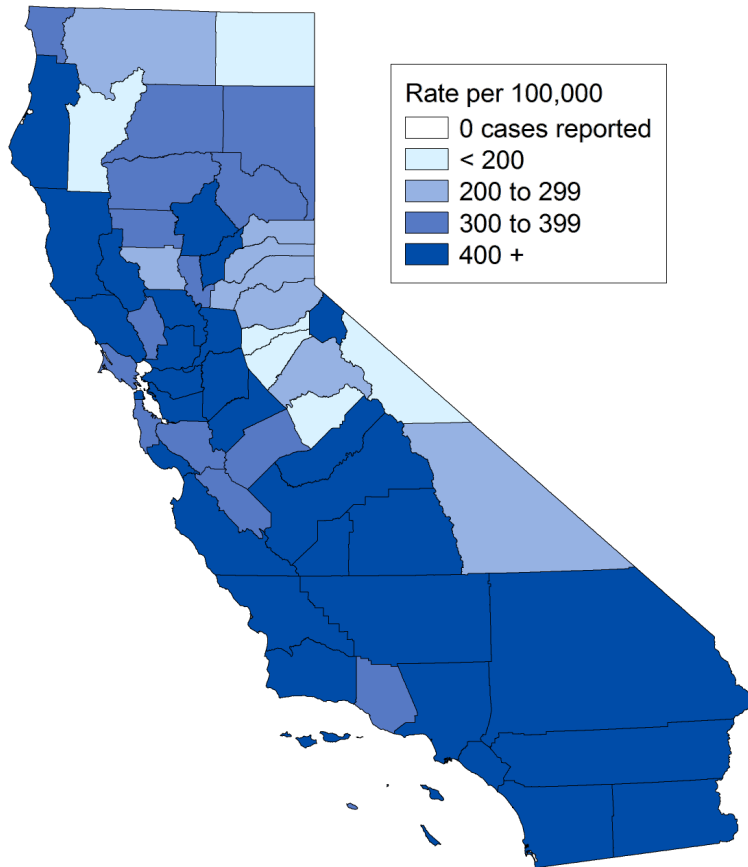 Rate per 100,000
0 cases reported
< 200
200 to 299
300 to 399
400 +